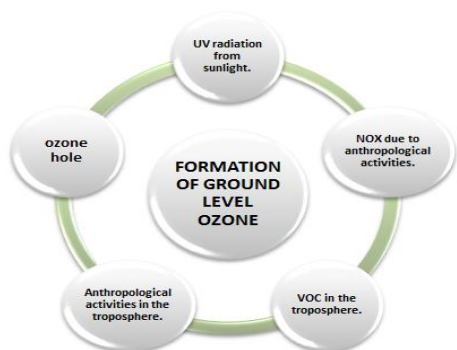 UV radiation
from
sunlight.
NOX due to
anthropological
activities.
ozone
hole
FORMATION
OF GROUND
LEVEL
OZONE
Anthropological
activities in the
troposphere.
VOC in the
troposphere.